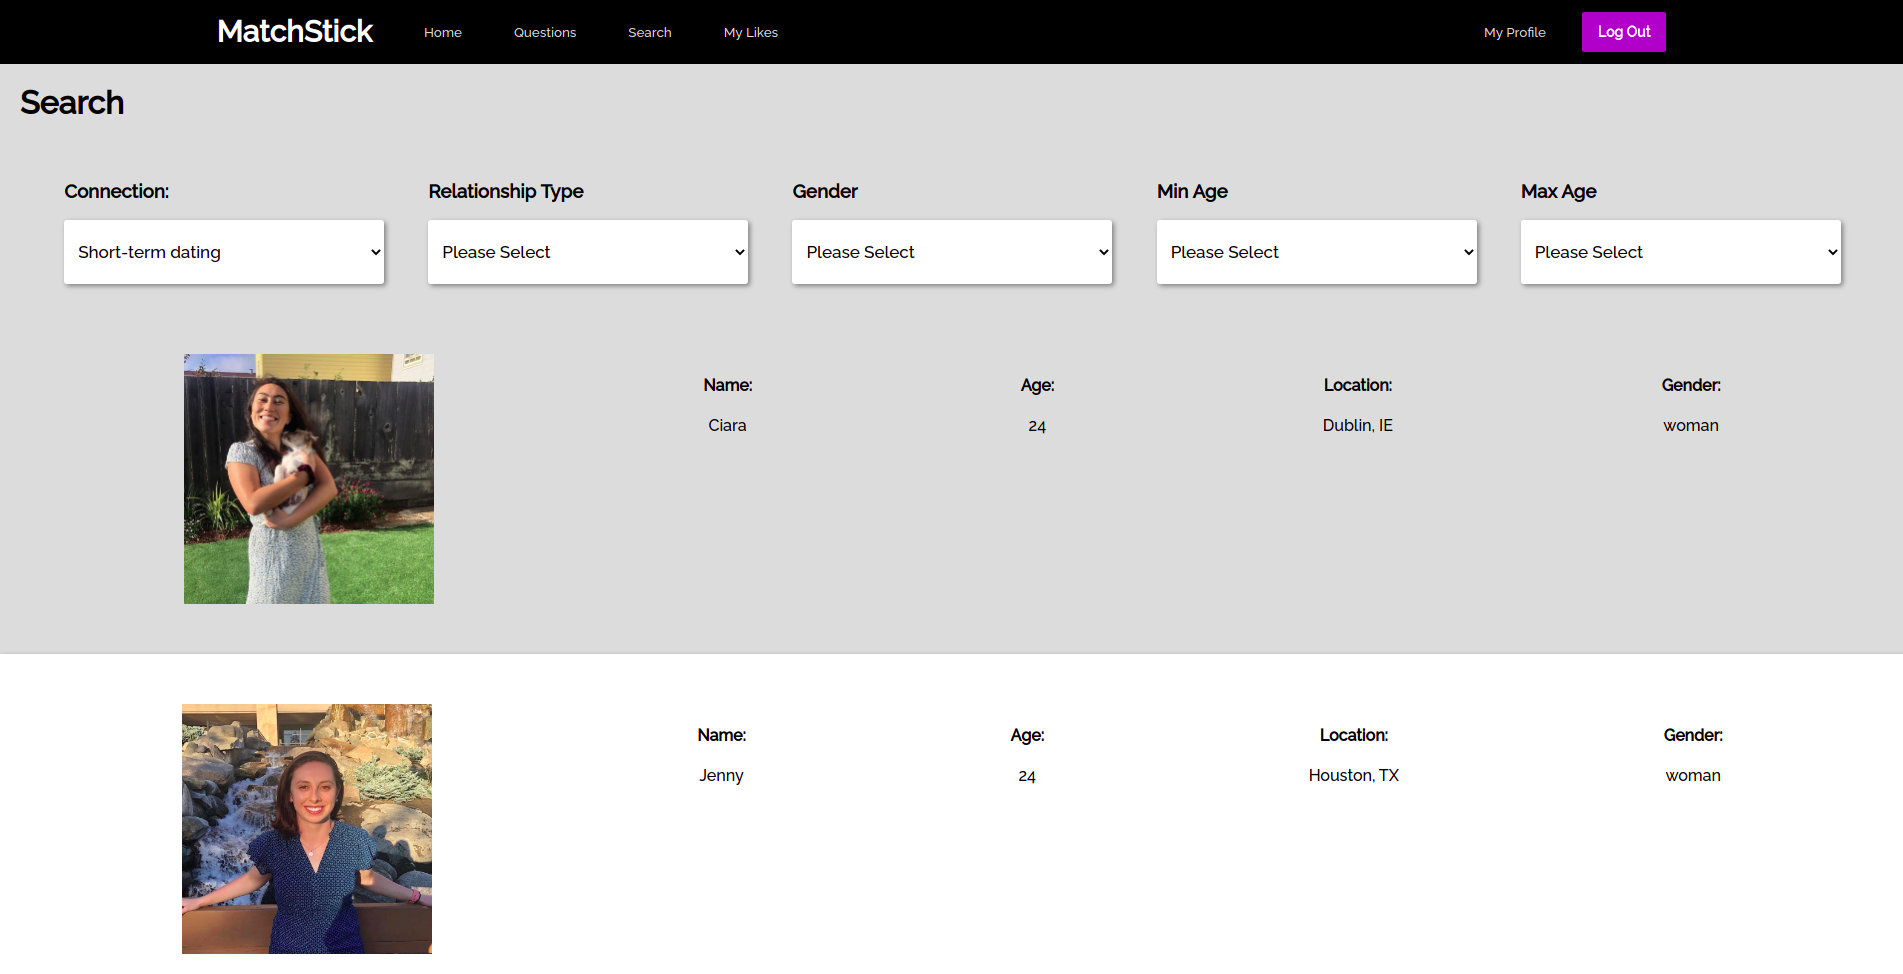 MatchStick Home Questions Search My Likes My Profile Log Out
Search
Connection: Relationship Type Gender Min Age Max Age
Short-term dating Please Select Please Select Please Select Please Select
Name: Age: Location: Gender:
Ciara 24 Dublin, IE woman
Name: Age: Location: Gender:
Jenny 24 Houston, TX woman